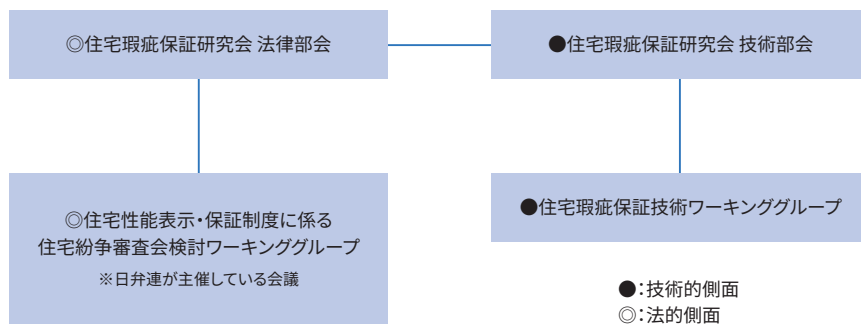 ◎住宅瑕疵保証研究会 法律部会
●住宅瑕疵保証研究会 技術部会
◎住宅性能表示・保証制度に係る
住宅紛争審査会検討ワーキンググループ
※日弁連が主催している会議
●住宅瑕疵保証技術ワーキンググループ
●：技術的側面
◎：法的側面